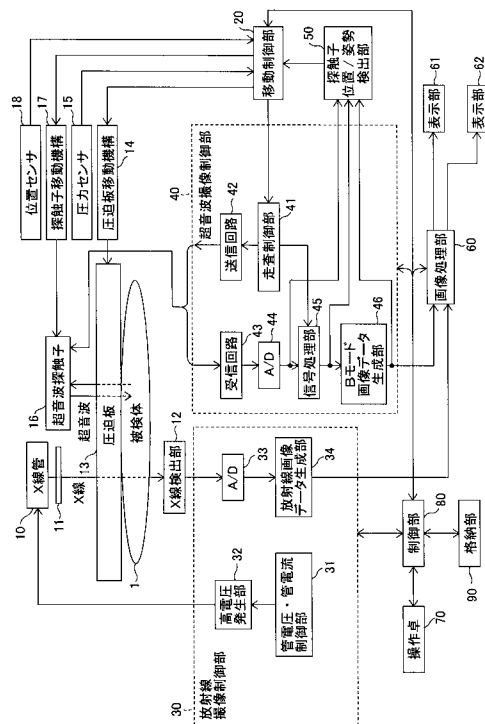 18
位置センサ
17
探触子移動機構
15
圧力センサ
14
圧迫板移動機構
20
移動制御部
50
探触子
位置/姿勢
検出部
61
表示部
62
表示部
40
超音波撮像制御部
42
送信回路
41
走査制御部
43
受信回路
44
A/D
45
信号処理部
46
Bモード
画像データ
生成部
60
画像処理部
16
超音波探触子
超音波
10
X線管
11
X線
13
圧迫板
被検体
1
12
X線検出部
33
A/D
34
放射線画像
データ生成部
32
高電圧
発生部
31
管電圧・管電流
制御部
30
放射線
撮像制御部
80
制御部
70
操作卓
90
格納部